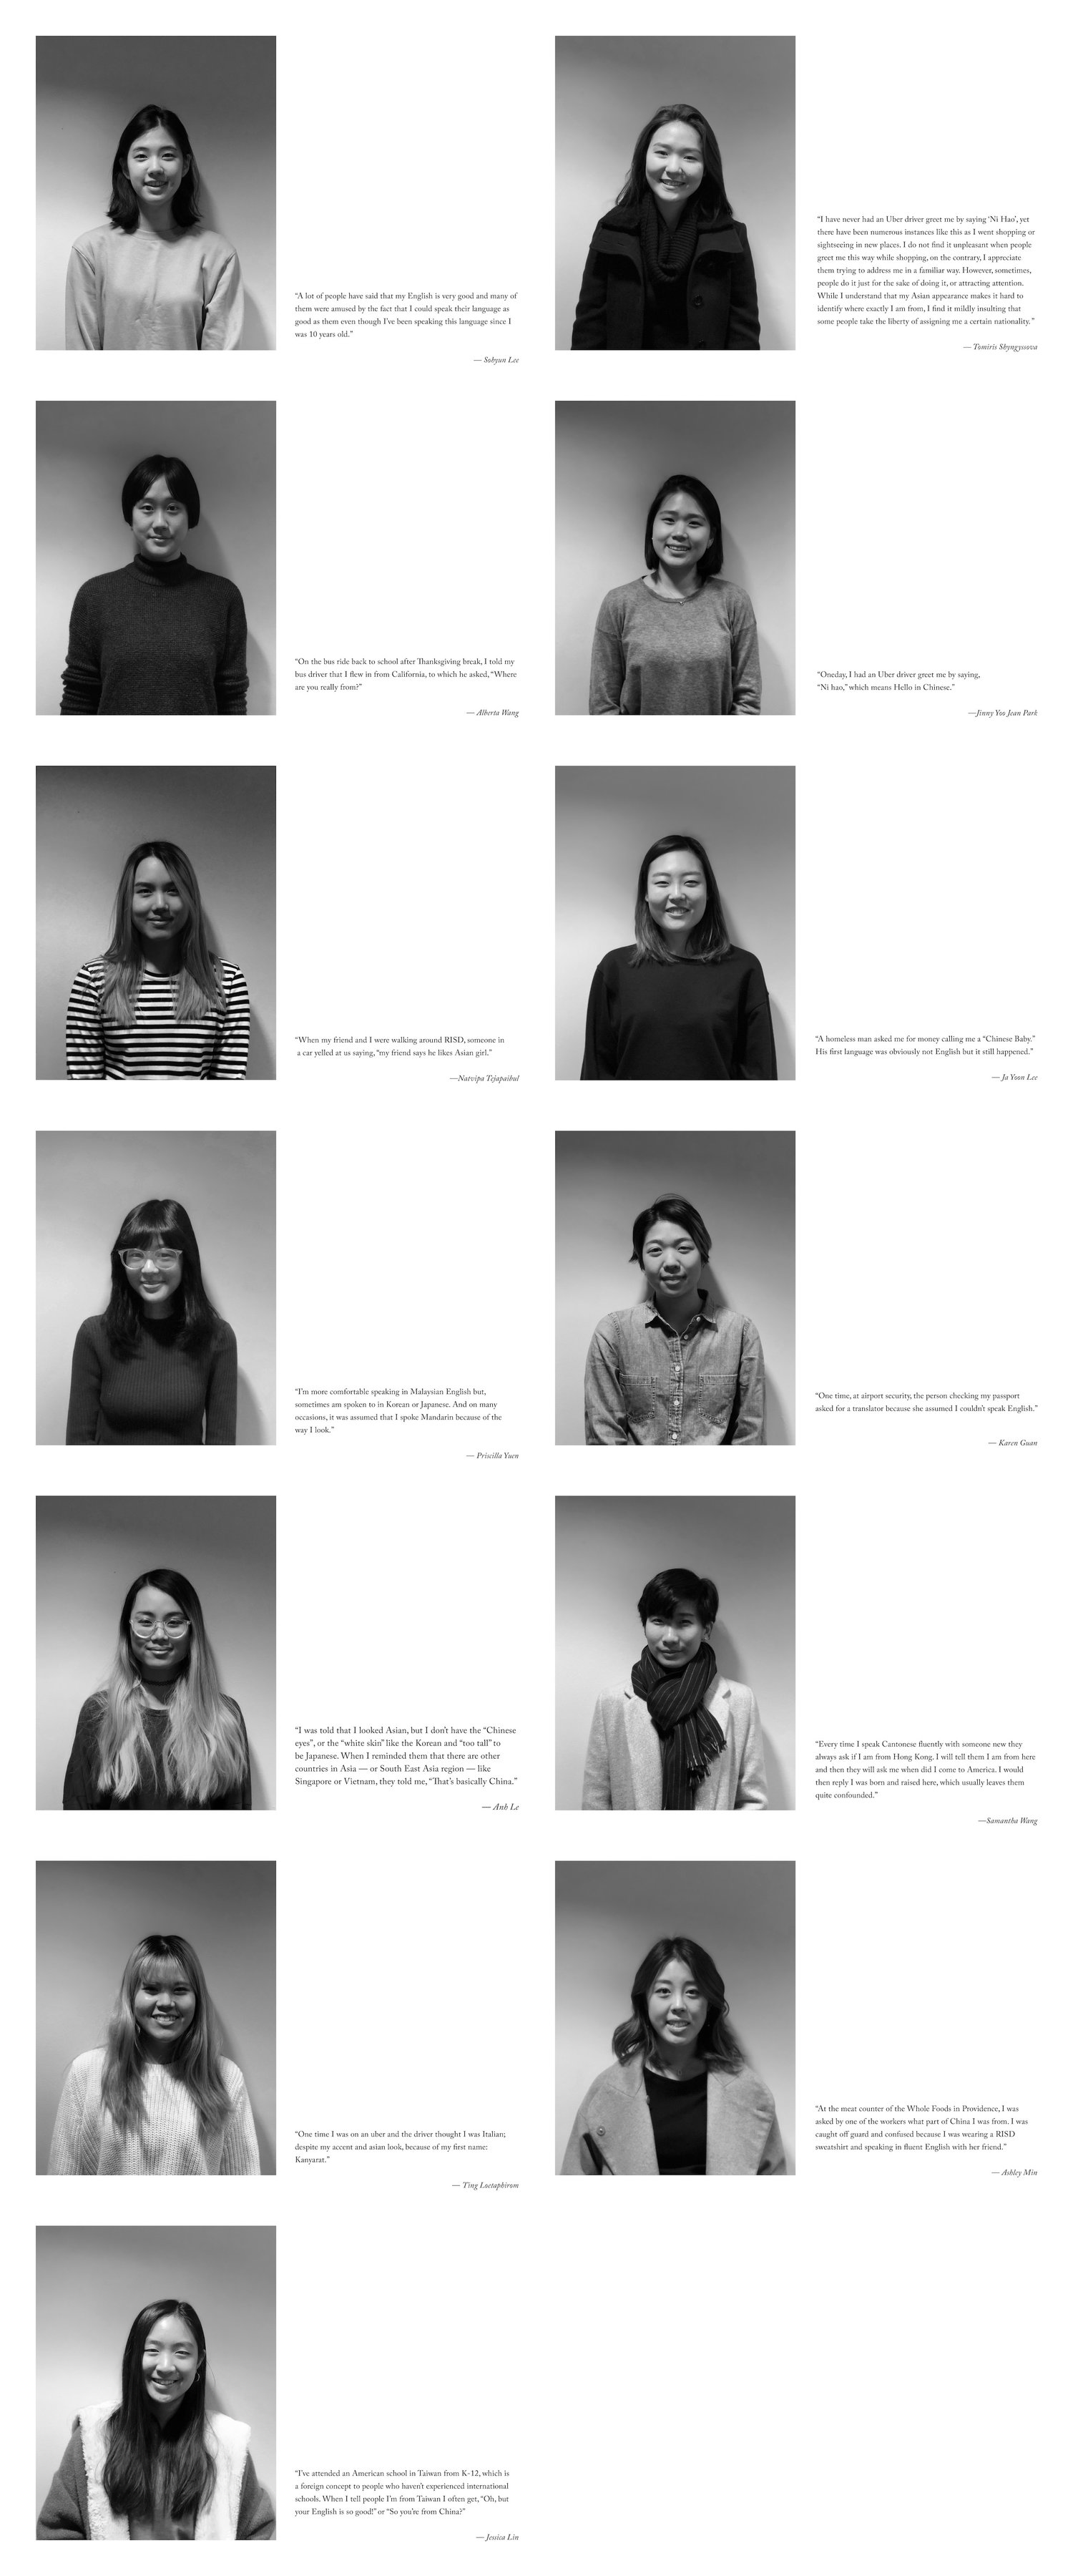 “A lot of people have said that my English is very good and many of
them were amused by the fact that I could speak their language as
good as them even though I’ve been speaking this language since I
was 10 years old.”
— Sohyun Lee
“I have never had an Uber driver greet me by saying ‘Ni Hao’, yet
there have been numerous instances like this as I went shopping or
sightseeing in new places. I do not find it unpleasant when people
greet me this way while shopping, on the contrary, I appreciate
them trying to address me in a familiar way. However, sometimes,
people do it just for the sake of doing it, or attracting attention.
While I understand that my Asian appearance makes it hard to
identify where exactly I am from, I find it mildly insulting that
some people take the liberty of assigning me a certain nationality.”
— Tomiris Shyngyssova
“On the bus ride back to school after Thanksgiving break, I told my
bus driver that I flew in from California, to which he asked, “Where
are you really from?”
— Alberta Wang
“Oneday, I had an Uber driver greet me by saying,
“Ni hao,” which means Hello in Chinese.”
—Jinny Yoo Jean Park
“When my friend and I were walking around RISD, someone in
a car yelled at us saying, “my friend says he likes Asian girl.”
—Natvipa Tejapaibul
“A homeless man asked me for money calling me a “Chinese Baby.”
His first language was obviously not English but it still happened.”
— Ja Yoon Lee
“I’m more comfortable speaking in Malaysian English but,
sometimes am spoken to in Korean or Japanese. And on many
occasions, it was assumed that I spoke Mandarin because of the
way I look.”
— Priscilla Yuen
“One time, at airport security, the person checking my passport
asked for a translator because she assumed I couldn’t speak English.”
— Karen Guan
“I was told that I looked Asian, but I don’t have the “Chinese
eyes”, or the “white skin” like the Korean and “too tall” to
be Japanese. When I reminded them that there are other
countries in Asia — or South East Asia region — like
Singapore or Vietnam, they told me, “That’s basically China.”
— Anh Le
“Every time I speak Cantonese fluently with someone new they
always ask if I am from Hong Kong. I will tell them I am from here
and then they will ask me when did I come to America. I would
then reply I was born and raised here, which usually leaves them
quite confounded.”
—Samantha Wang
“One time I was on an uber and the driver thought I was Italian;
despite my accent and asian look, because of my first name:
Kanyarat.”
— Ting Loetaphirom
“At the meat counter of the Whole Foods in Providence, I was
asked by one of the workers what part of China I was from. I was
caught off guard and confused because I was wearing a RISD
sweatshirt and speaking in fluent English with her friend.”
— Ashley Min
“I’ve attended an American school in Taiwan from K-12, which is
a foreign concept to people who haven’t experienced international
schools. When I tell people I’m from Taiwan I often get, “Oh, but
your English is so good!” or “So you’re from China?”
— Jessica Lin